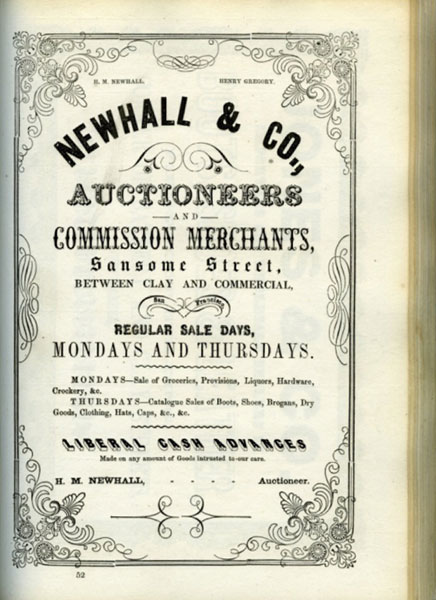 H. M. NEWHALL. HENRY GREGORY.
NEWHALL & CO.,
AUCTIONEERS
AND
COMMISSION MERCHANTS,
Sansome Street,
BETWEEN CLAY AND COMMERCIAL,
San Francisco
REGULAR SALE DAYS,
MONDAYS AND THURSDAYS.
MONDAYS—Sale of Groceries, Provisions, Liquors, Hardware,
Crockery, &c.
THURSDAYS—Catalogue Sales of Boots, Shoes, Brogans, Dry
Goods, Clothing, Hats, Caps, &c., &c.
LIBERAL CASH ADVANCES
Made on any amount of Goods intrusted to our care.
H. M. NEWHALL, - - - - Auctioneer.
52